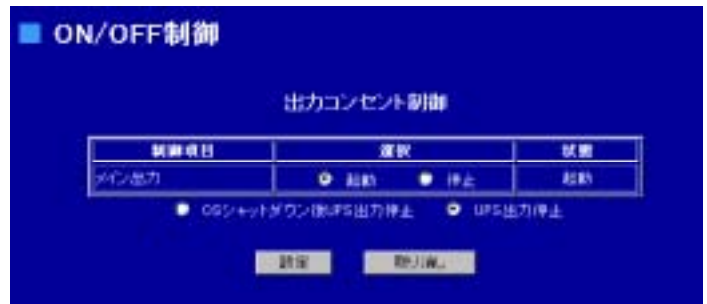 ON/OFF制御
出力コンセント制御
制御項目 選択 状態
メイン出力 起動 停止 起動
OSシャットダウン後UPS出力停止 UPS出力停止
設定 取り消し